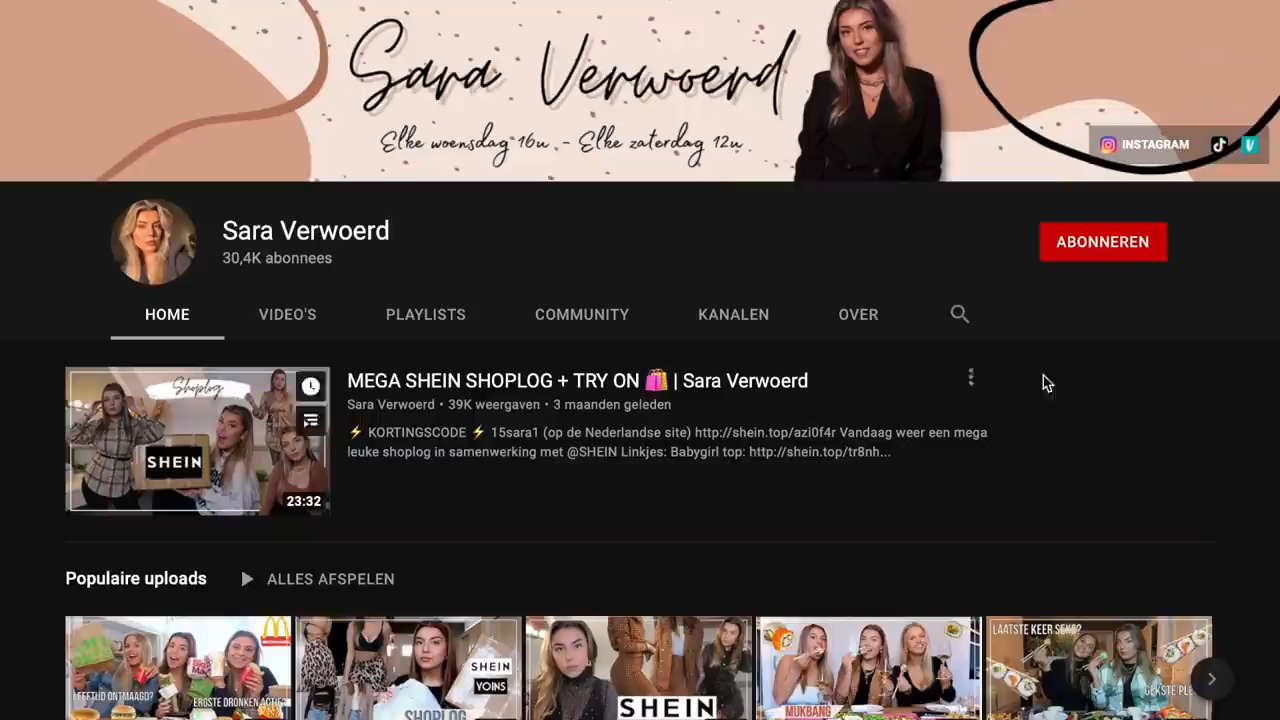 Sara Verwoerd
Elke woensdag 16u - Elke zaterdag 12u
INSTAGRAM
Sara Verwoerd
30,4K abonnees
ABONNEREN
HOME VIDEO'S PLAYLISTS COMMUNITY KANALEN OVER
Shoplog
SHEIN
23:32
MEGA SHEIN SHOPLOG + TRY ON 🛍️ | Sara Verwoerd
Sara Verwoerd • 39K weergaven • 3 maanden geleden
⚡ KORTINGSCODE ⚡ 15sara1 (op de Nederlandse site) http://shein.top/azi0f4r Vandaag weer een mega
leuke shoplog in samenwerking met @SHEIN Linkjes: Babygirl top: http://shein.top/tr8nh...
Populaire uploads ALLES AFSPELEN
LEEFTIJD ONTMAAGD?
ERGSTE DRONKEN ACTIE?
SHEIN
YOINS
SHOPLOG
SHEIN
MUKBANG
LAATSTE KEER SEKS?
GEKSTE